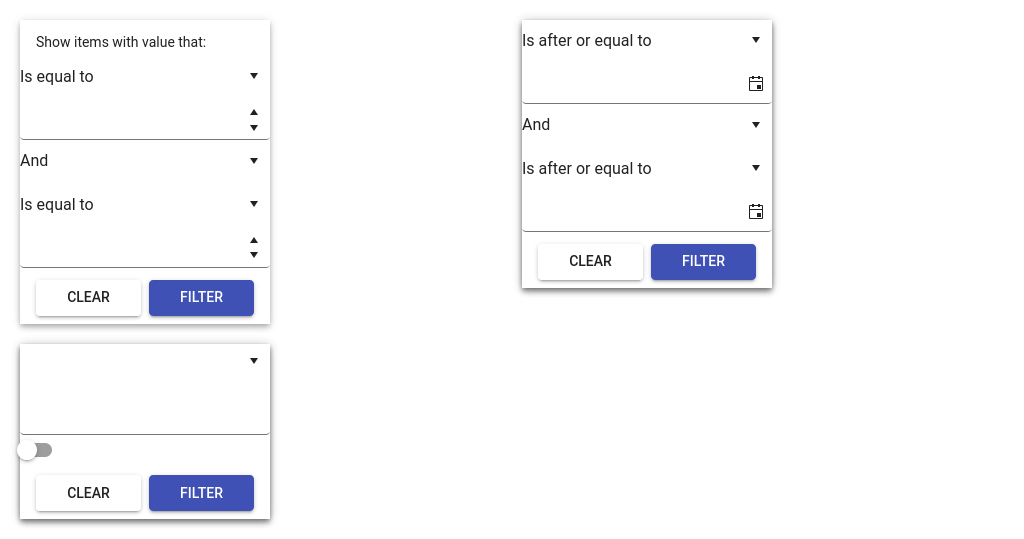 Show items with value that:
Is equal to
And
Is equal to
CLEAR FILTER
Is after or equal to
And
Is after or equal to
CLEAR FILTER
CLEAR FILTER